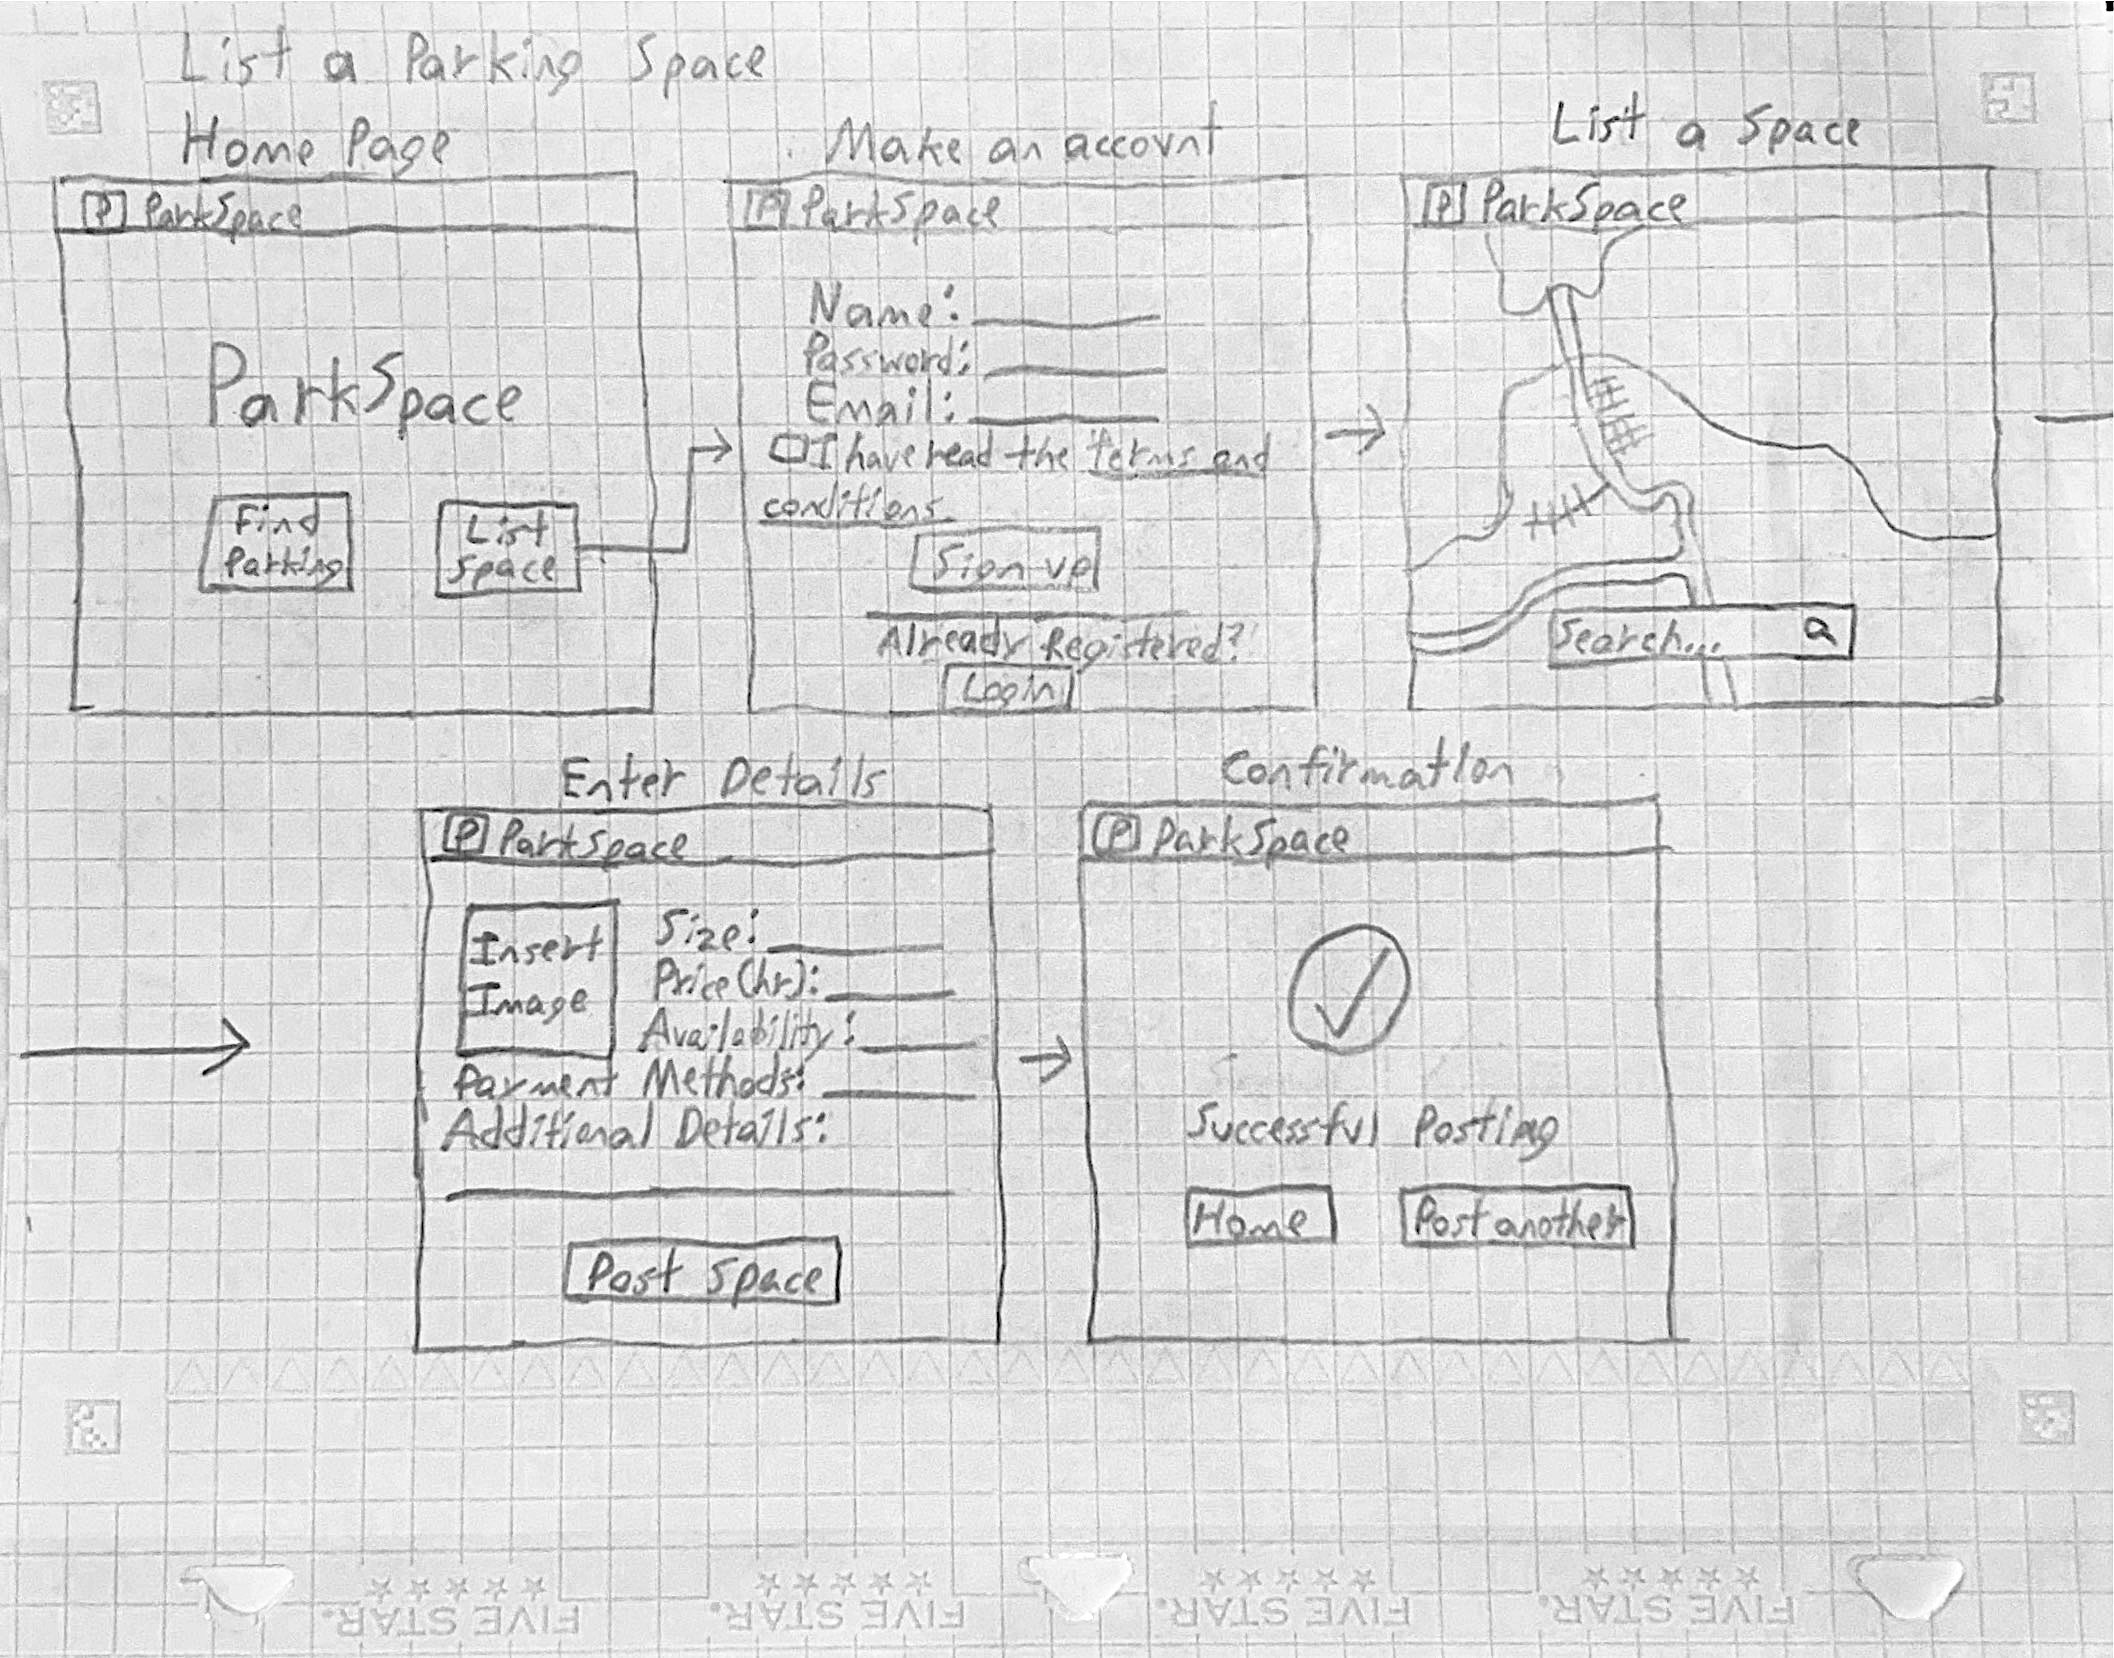 List a Parking Space
Home Page
P ParkSpace
ParkSpace
Find
Parking
List
Space
Make an account
P ParkSpace
Name:
Password:
Email:
I have read the terms and
conditions
Sign up
Already Registered?
Login
List a Space
P ParkSpace
Search...
Enter Details
P ParkSpace
Insert
Image
Size:
Price(hr):
Availability:
Payment Methods:
Additional Details:
Post Space
Confirmation
P ParkSpace
Successful Posting
Home
Post another
FIVE STAR.
FIVE STAR.
FIVE STAR.
FIVE STAR.